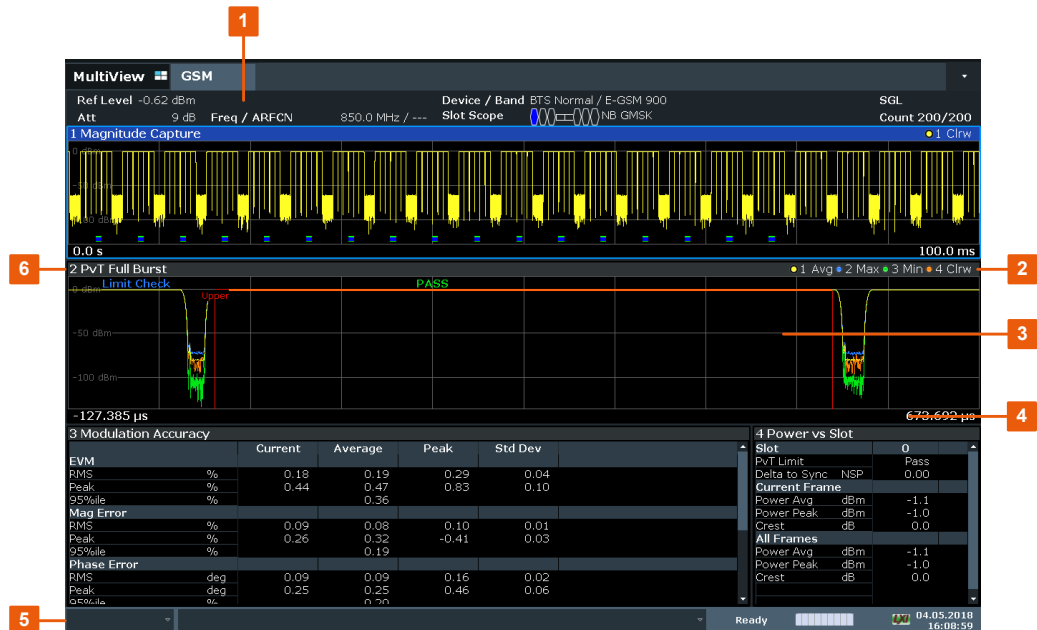 1
MultiView GSM
Ref Level -0.62 dBm Device / Band BTS Normal / E-GSM 900 SGL
Att 9 dB Freq / ARFCN 850.0 MHz / --- Slot Scope NB GMSK Count 200/200
1 Magnitude Capture 1 Clrw
0 dBm
-50 dBm
0.0 s 100.0 ms
6 2 PvT Full Burst 1 Avg 2 Max 3 Min 4 Clrw 2
0 dBm Limit Check PASS
Upper
-50 dBm 3
-100 dBm
-127.385 µs 673.692 µs 4
3 Modulation Accuracy 4 Power vs Slot
Current Average Peak Std Dev Slot 0
EVM PvT Limit Pass
RMS % 0.18 0.19 0.29 0.04 Delta to Sync NSP 0.00
Peak % 0.44 0.47 0.83 0.10 Current Frame
95%ile % 0.36 Power Avg dBm -1.1
Mag Error Power Peak dBm -1.0
RMS % 0.09 0.08 0.10 0.01 Crest dB 0.0
Peak % 0.26 0.32 -0.41 0.03 All Frames
95%ile % 0.19 Power Avg dBm -1.1
Phase Error Power Peak dBm -1.0
RMS deg 0.09 0.09 0.16 0.02 Crest dB 0.0
Peak deg 0.25 0.25 0.46 0.06
95%ile % 0.20
5 Ready 04.05.2018
16:08:59